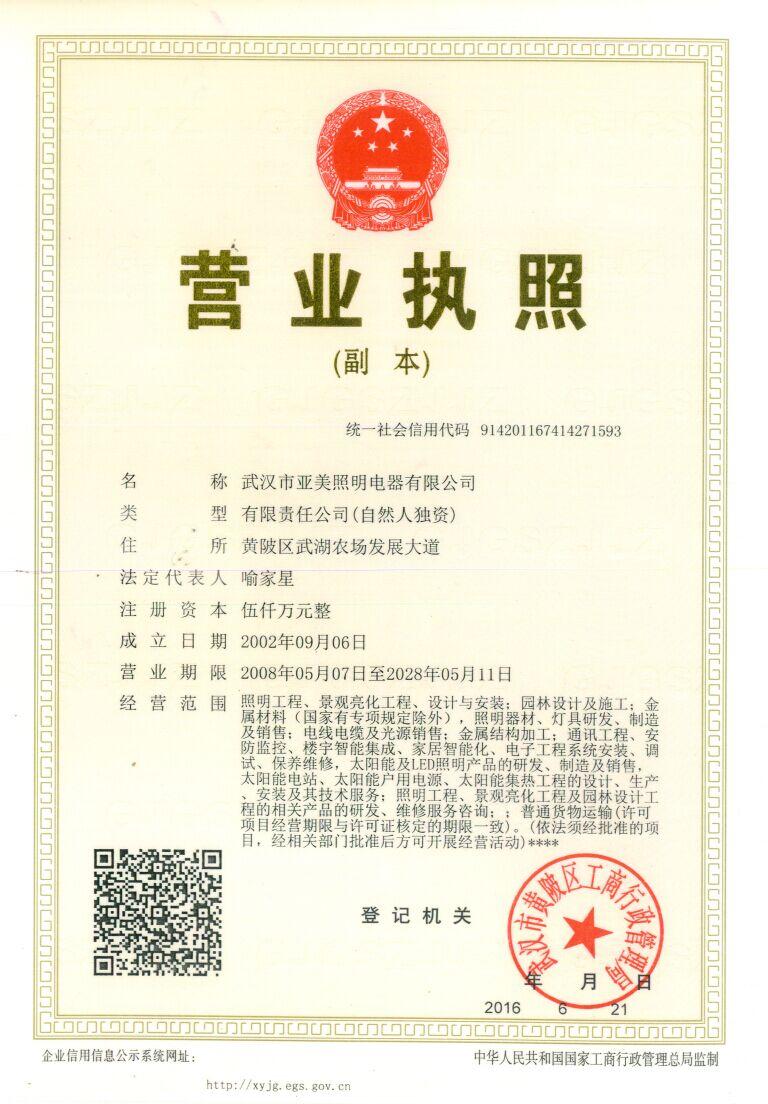 营业执照
(副 本)
统一社会信用代码 914201167414271593
名 称 武汉市亚美照明电器有限公司
类 型 有限责任公司(自然人独资)
住 所 黄陂区武湖农场发展大道
法定代表人 喻家星
注册资本 伍仟万元整
成立日期 2002年09月06日
营业期限 2008年05月07日至2028年05月11日
经营范围 照明工程、景观亮化工程、设计与安装；园林设计及施工；金
属材料（国家有专项规定除外），照明器材、灯具研发、制造
及销售；电线电缆及光源销售；金属结构加工；通讯工程、安
防监控、楼宇智能集成、家居智能化、电子工程系统安装、调
试、保养维修，太阳能及LED照明产品的研发、制造及销售，
太阳能电站、太阳能户用电源、太阳能集热工程的设计、生产
、安装及其技术服务；照明工程、景观亮化工程及园林设计工
程的相关产品的研发、维修服务咨询；；普通货物运输(许可
项目经营期限与许可证核定的期限一致)。(依法须经批准的项
目，经相关部门批准后方可开展经营活动)****
登记机关
武汉市黄陂区工商行政管理局
年 月 日
2016 6 21
企业信用信息公示系统网址：
中华人民共和国国家工商行政管理总局监制
http://xyjg.egs.gov.cn